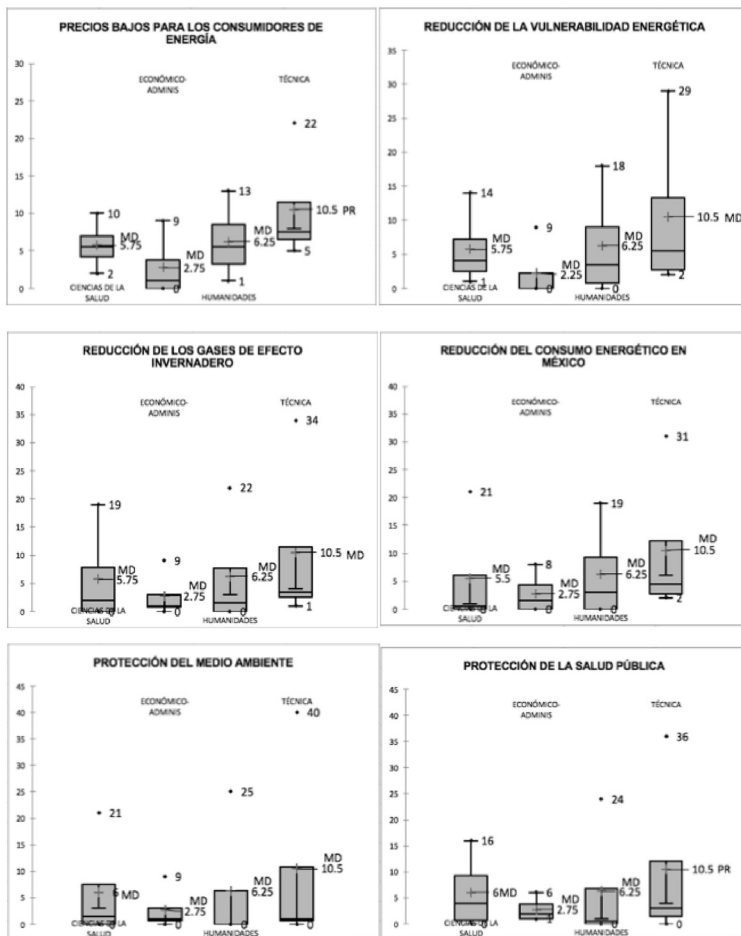 PRECIOS BAJOS PARA LOS CONSUMIDORES DE
ENERGÍA
30
25
20
15
10
5
0
ECONÓMICO-
ADMINIS
TÉCNICA
22
10
MD
5.75
2
9
MD
2.75
0
13
MD
6.25
1
10.5 PR
5
CIENCIAS DE LA
SALUD
HUMANIDADES
REDUCCIÓN DE LA VULNERABILIDAD ENERGÉTICA
35
30
25
20
15
10
5
0
ECONÓMICO-
ADMINIS
TÉCNICA
14
MD
5.75
1
9
MD
2.25
0
18
MD
6.25
0
29
10.5 MD
2
CIENCIAS DE LA
SALUD
HUMANIDADES
REDUCCIÓN DE LOS GASES DE EFECTO
INVERNADERO
40
35
30
25
20
15
10
5
0
ECONÓMICO-
ADMINIS
TÉCNICA
19
MD
5.75
0
9
MD
2.75
0
22
MD
6.25
0
34
10.5 MD
1
CIENCIAS DE LA
SALUD
HUMANIDADES
REDUCCIÓN DEL CONSUMO ENERGÉTICO EN
MÉXICO
40
35
30
25
20
15
10
5
0
ECONÓMICO-
ADMINIS
TÉCNICA
21
MD
5.5
0
8
MD
2.75
0
19
MD
6.25
0
31
MD
10.5
2
CIENCIAS DE LA
SALUD
HUMANIDADES
PROTECCIÓN DEL MEDIO AMBIENTE
45
40
35
30
25
20
15
10
5
0
ECONÓMICO-
ADMINIS
TÉCNICA
21
6 MD
0
9
MD
2.75
0
25
MD
6.25
0
40
MD
10.5
0
CIENCIAS DE LA
SALUD
HUMANIDADES
PROTECCIÓN DE LA SALUD PÚBLICA
45
40
35
30
25
20
15
10
5
0
ECONÓMICO-
ADMINIS
TÉCNICA
16
6MD
0
6
MD
2.75
1
24
MD
6.25
0
36
10.5 PR
0
CIENCIAS DE LA
SALUD
HUMANIDADES